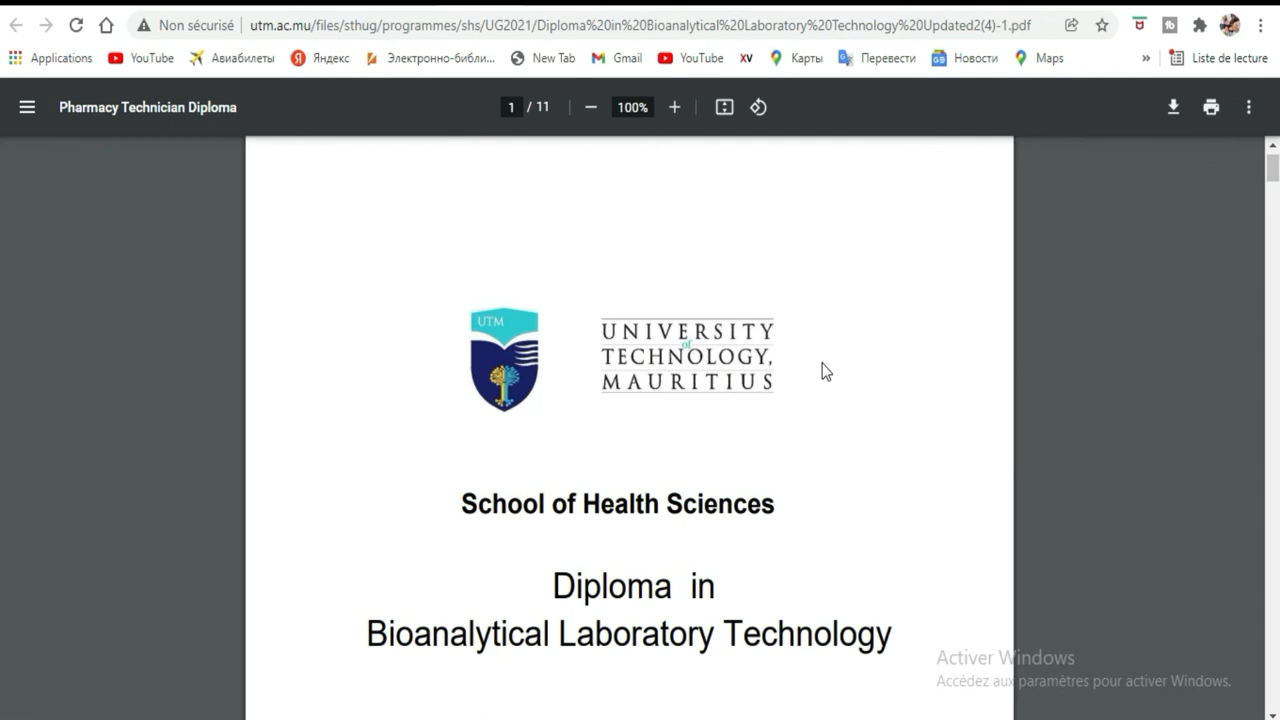 Non sécurisé
utm.ac.mu/files/sthug/programmes/shs/UG2021/Diploma%20in%20Bioanalytical%20Laboratory%20Technology%20Updated2(4)-1.pdf
Applications YouTube Авиабилеты Яндекс Электронно-библи... New Tab Gmail YouTube XV Карты Перевести Новости Maps » Liste de lecture
Pharmacy Technician Diploma 1 / 11 100%
UTM
UNIVERSITY
of
TECHNOLOGY,
MAURITIUS
School of Health Sciences
Diploma in
Bioanalytical Laboratory Technology
Activer Windows
Accédez aux paramètres pour activer Windows.